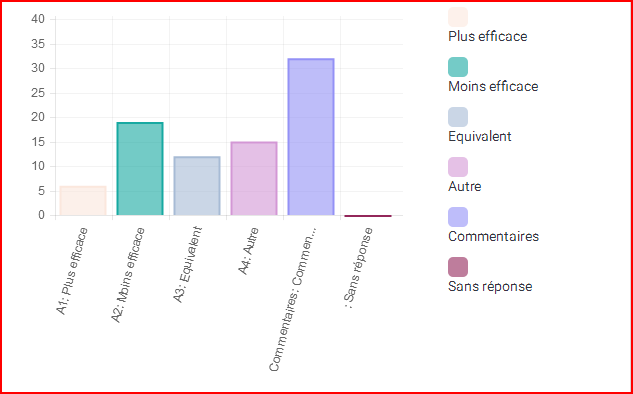 40
35
30
25
20
15
10
5
0
A1: Plus efficace
A2: Moins efficace
A3: Equivalent
A4: Autre
Commentaires: Commen...
: Sans réponse
Plus efficace
Moins efficace
Equivalent
Autre
Commentaires
Sans réponse